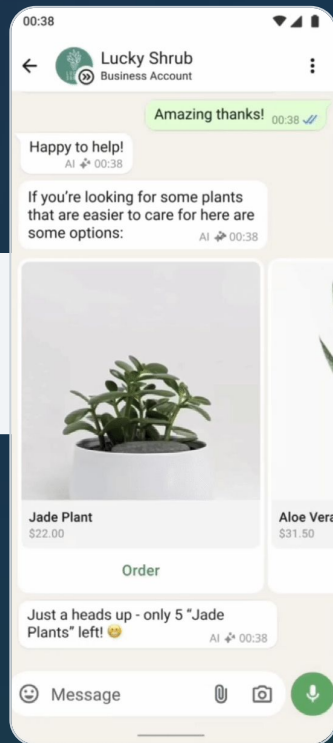 00:38
Lucky Shrub
Business Account
Amazing thanks! 00:38
Happy to help!
AI 00:38
If you're looking for some plants
that are easier to care for here are
some options:
AI 00:38
Jade Plant
$22.00
Order
Aloe Vera
$31.50
Just a heads up - only 5 “Jade
Plants” left! 😬
AI 00:38
Message